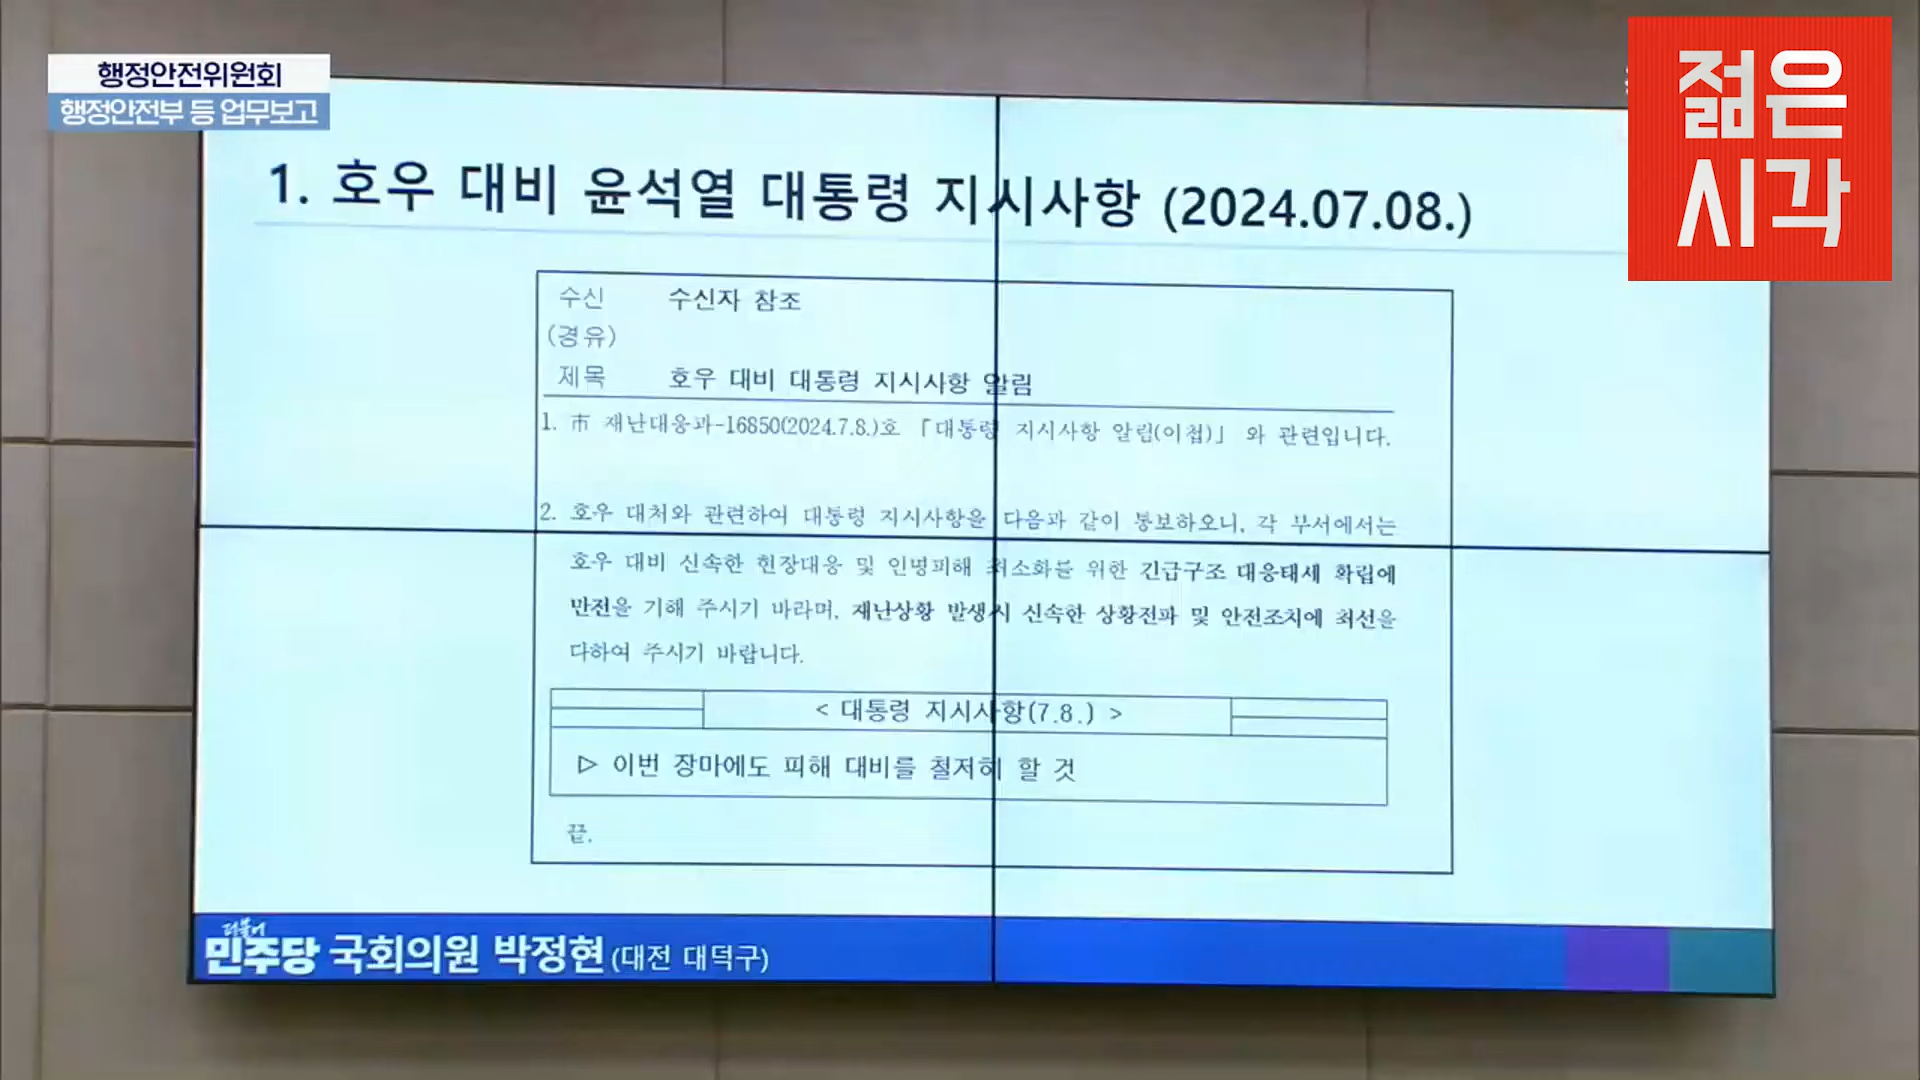 행정안전위원회
행정안전부 등 업무보고
젊은
시각
1. 호우 대비 윤석열 대통령 지시사항 (2024.07.08.)
수신 수신자 참조
(경유)
제목 호우 대비 대통령 지시사항 알림
1. 市 재난대응과-16850(2024.7.8.)호 「대통령 지시사항 알림(이첩)」 와 관련입니다.
2. 호우 대처와 관련하여 대통령 지시사항을 다음과 같이 통보하오니, 각 부서에서는
호우 대비 신속한 현장대응 및 인명피해 최소화를 위한 긴급구조 대응태세 확립에
만전을 기해 주시기 바라며, 재난상황 발생시 신속한 상황전파 및 안전조치에 최선을
다하여 주시기 바랍니다.
< 대통령 지시사항(7.8.) >
▷ 이번 장마에도 피해 대비를 철저히 할 것
끝.
더불어
민주당 국회의원 박정현 (대전 대덕구)